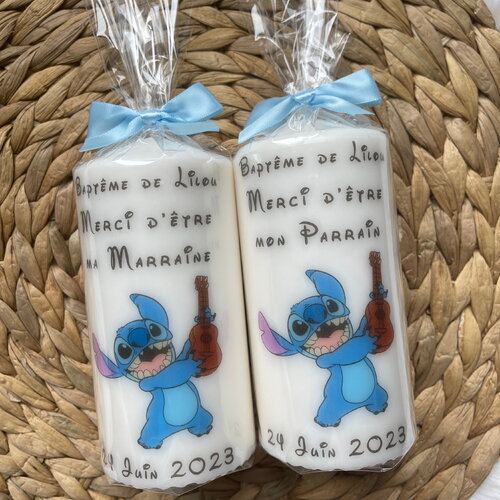 Baptême de Lilou
Merci d'être
ma Marraine
24 Juin 2023
Baptême de Lilou
Merci d'être
mon Parrain
24 Juin 2023